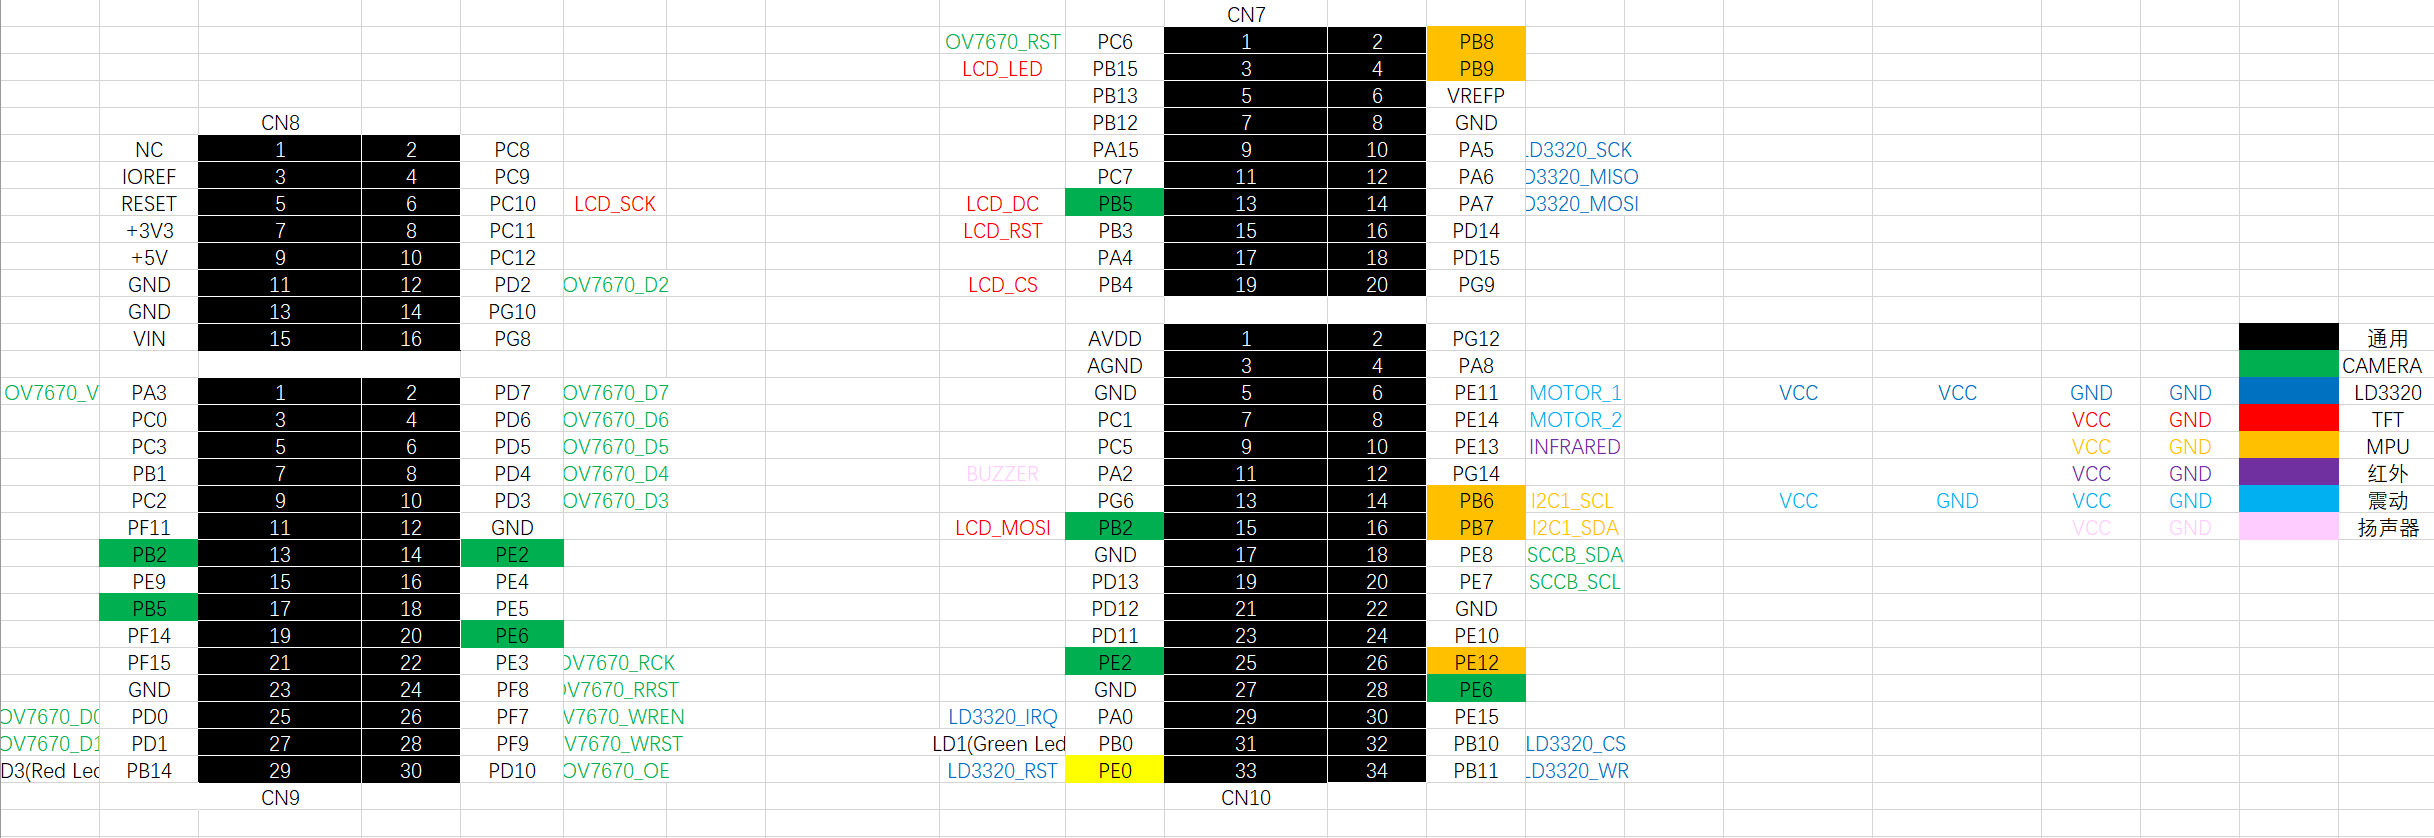 CN7
OV7670_RST PC6 1 2 PB8
LCD_LED PB15 3 4 PB9
PB13 5 6 VREFP
CN8 PB12 7 8 GND
NC 1 2 PC8 PA15 9 10 PA5 LD3320_SCK
IOREF 3 4 PC9 PC7 11 12 PA6 D3320_MISO
RESET 5 6 PC10 LCD_SCK LCD_DC PB5 13 14 PA7 D3320_MOSI
+3V3 7 8 PC11 LCD_RST PB3 15 16 PD14
+5V 9 10 PC12 PA4 17 18 PD15
GND 11 12 PD2 OV7670_D2 LCD_CS PB4 19 20 PG9
GND 13 14 PG10
VIN 15 16 PG8 AVDD 1 2 PG12 通用
AGND 3 4 PA8 CAMERA
OV7670_V PA3 1 2 PD7 OV7670_D7 GND 5 6 PE11 MOTOR_1 VCC VCC GND GND LD3320
PC0 3 4 PD6 OV7670_D6 PC1 7 8 PE14 MOTOR_2 VCC GND TFT
PC3 5 6 PD5 OV7670_D5 PC5 9 10 PE13 INFRARED VCC GND MPU
PB1 7 8 PD4 OV7670_D4 BUZZER PA2 11 12 PG14 VCC GND 红外
PC2 9 10 PD3 OV7670_D3 PG6 13 14 PB6 I2C1_SCL VCC GND VCC GND 震动
PF11 11 12 GND LCD_MOSI PB2 15 16 PB7 I2C1_SDA VCC GND 扬声器
PB2 13 14 PE2 GND 17 18 PE8 SCCB_SDA
PE9 15 16 PE4 PD13 19 20 PE7 SCCB_SCL
PB5 17 18 PE5 PD12 21 22 GND
PF14 19 20 PE6 PD11 23 24 PE10
PF15 21 22 PE3 OV7670_RCK PE2 25 26 PE12
GND 23 24 PF8 OV7670_RRST GND 27 28 PE6
OV7670_D0 PD0 25 26 PF7 V7670_WREN LD3320_IRQ PA0 29 30 PE15
OV7670_D1 PD1 27 28 PF9 V7670_WRST LD1(Green Led PB0 31 32 PB10 LD3320_CS
D3(Red Led PB14 29 30 PD10 OV7670_OE LD3320_RST PE0 33 34 PB11 LD3320_WR
CN9 CN10